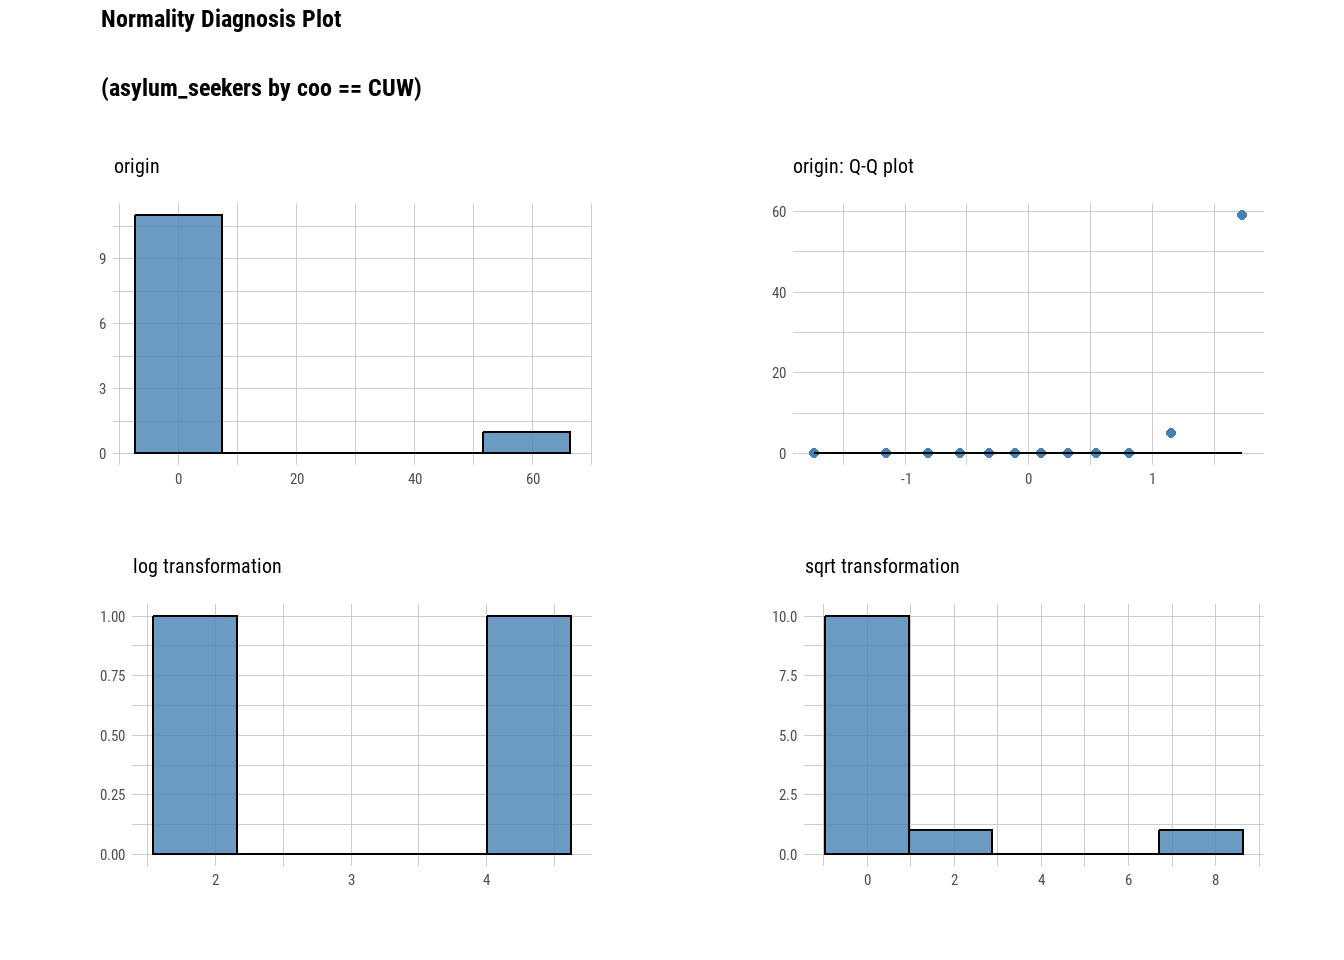 Normality Diagnosis Plot
(asylum_seekers by coo == CUW)
origin
9
6
3
0
0 20 40 60
origin: Q-Q plot
60
40
20
0
-1 0 1
log transformation
1.00
0.75
0.50
0.25
0.00
2 3 4
sqrt transformation
10.0
7.5
5.0
2.5
0.0
0 2 4 6 8